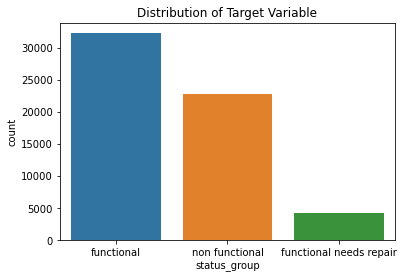 Distribution of Target Variable
count
30000
25000
20000
15000
10000
5000
0
functional
non functional
functional needs repair
status_group